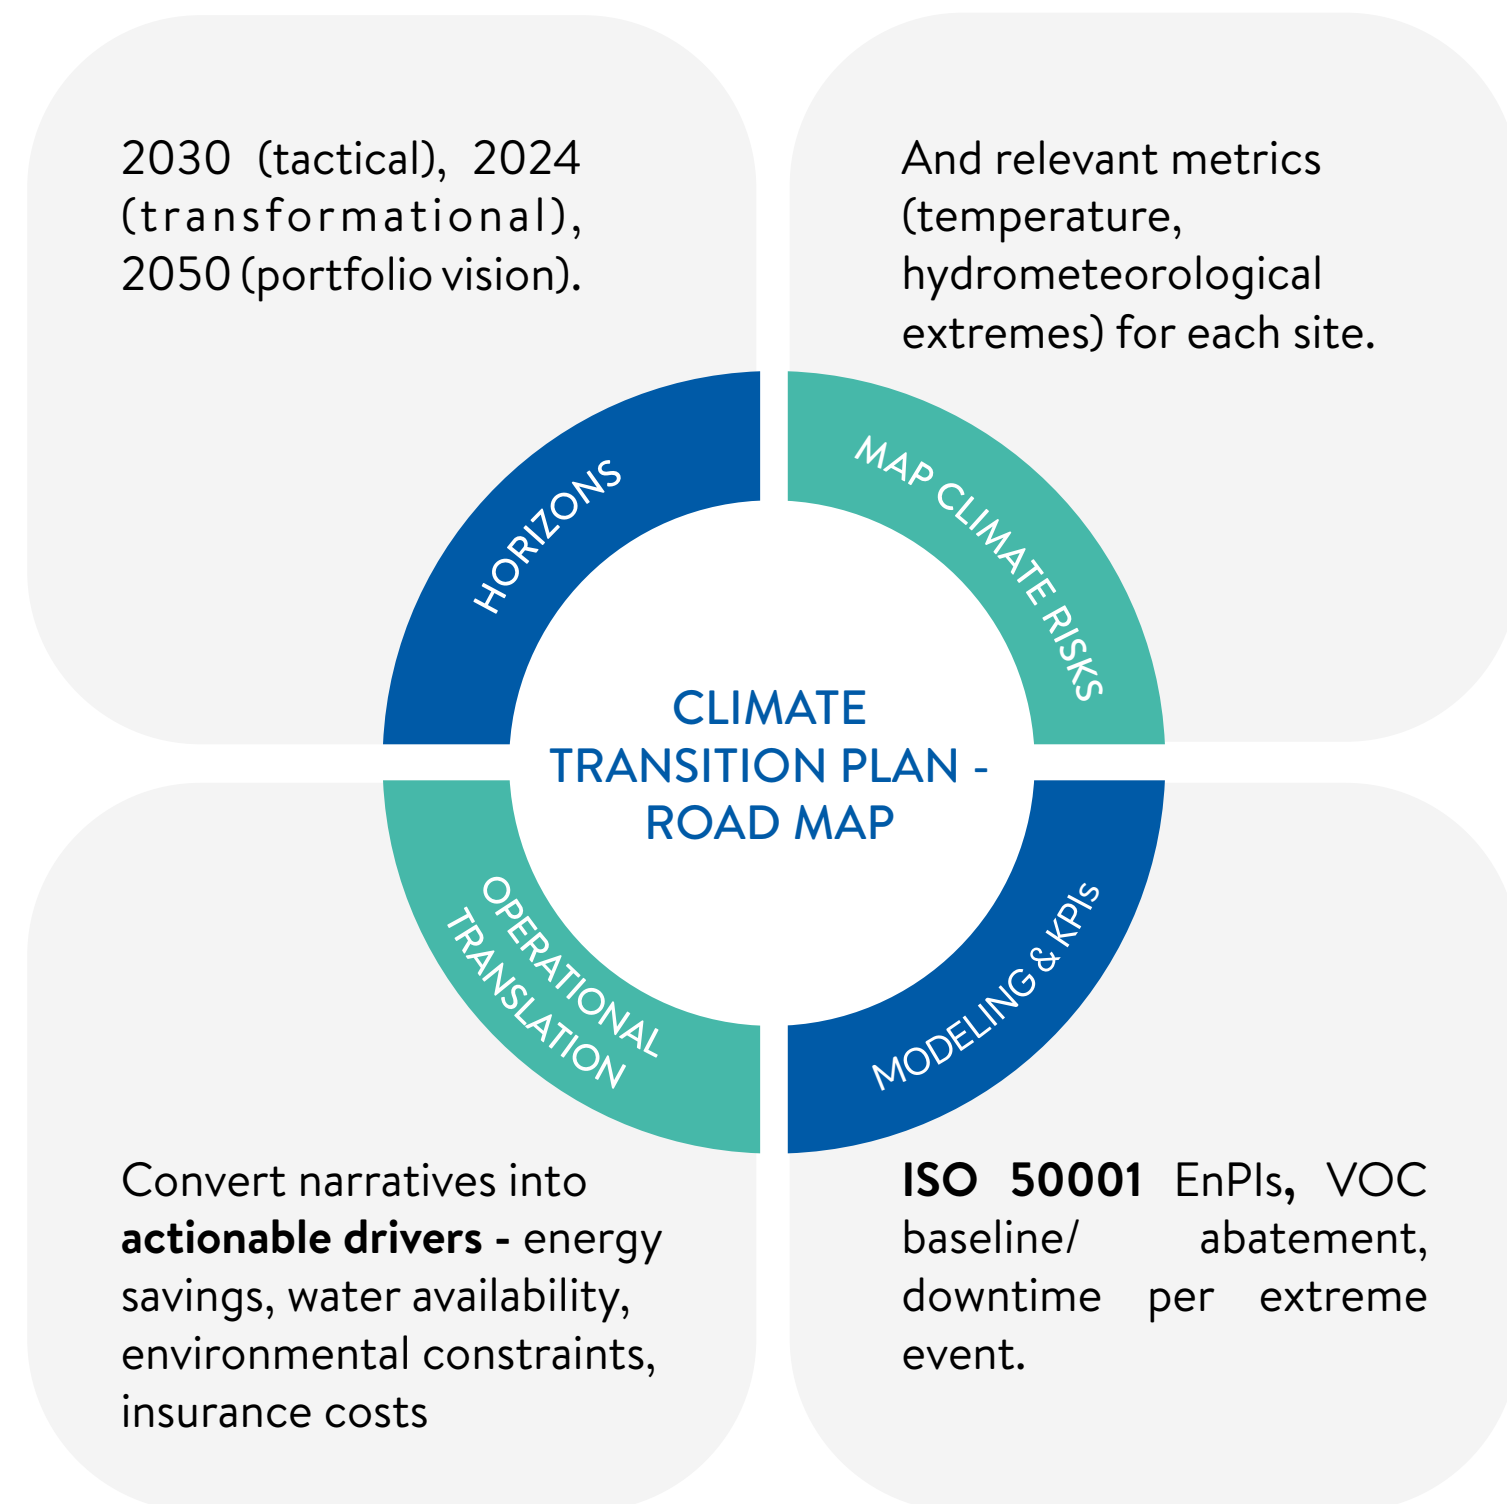 2030 (tactical), 2024
(transformational),
2050 (portfolio vision).
And relevant metrics
(temperature,
hydrometeorological
extremes) for each site.
HORIZONS
MAP CLIMATE RISKS
CLIMATE
TRANSITION PLAN -
ROAD MAP
OPERATIONAL
TRANSLATION
MODELING & KPIs
Convert narratives into
actionable drivers - energy
savings, water availability,
environmental constraints,
insurance costs
ISO 50001 EnPIs, VOC
baseline/ abatement,
downtime per extreme
event.